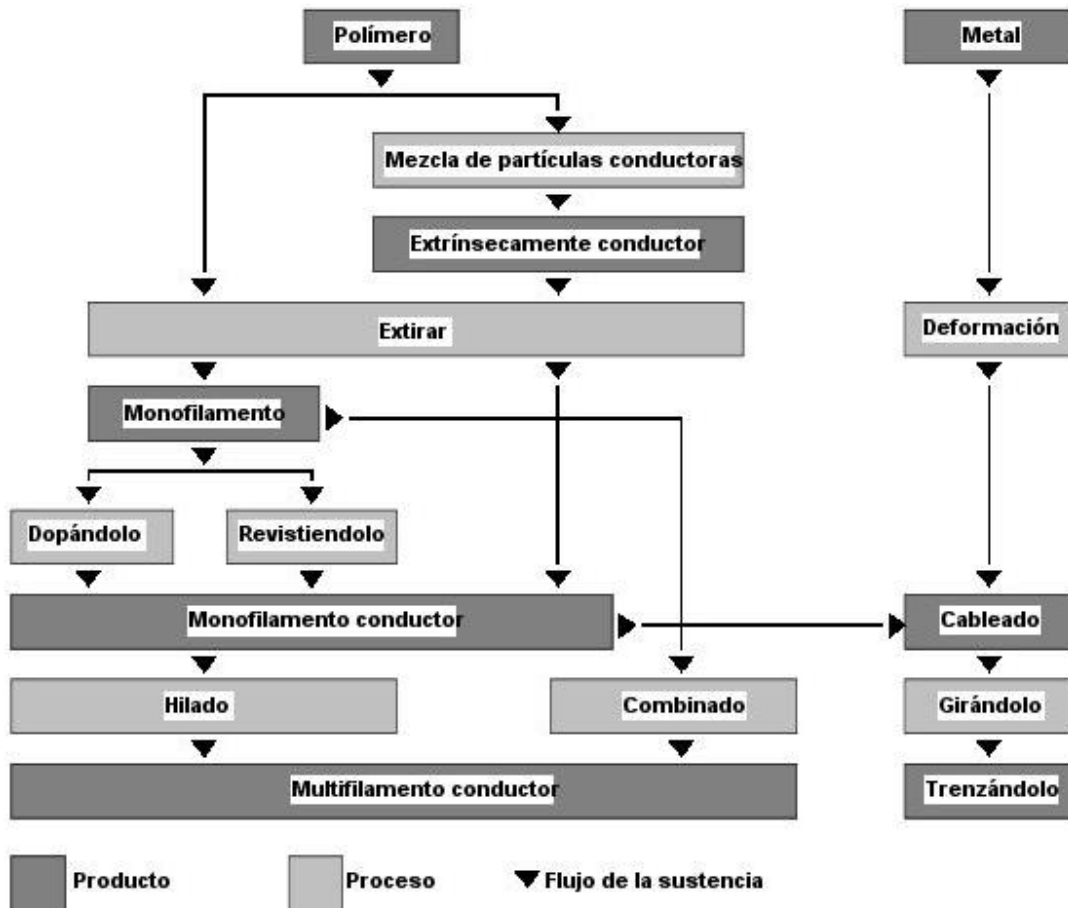 Polímero
Metal
Mezcla de partículas conductoras
Extrínsecamente conductor
Extirar
Deformación
Monofilamento
Dopándolo
Revistiendolo
Monofilamento conductor
Cableado
Hilado
Combinado
Girándolo
Multifilamento conductor
Trenzándolo
Producto
Proceso
Flujo de la sustencia